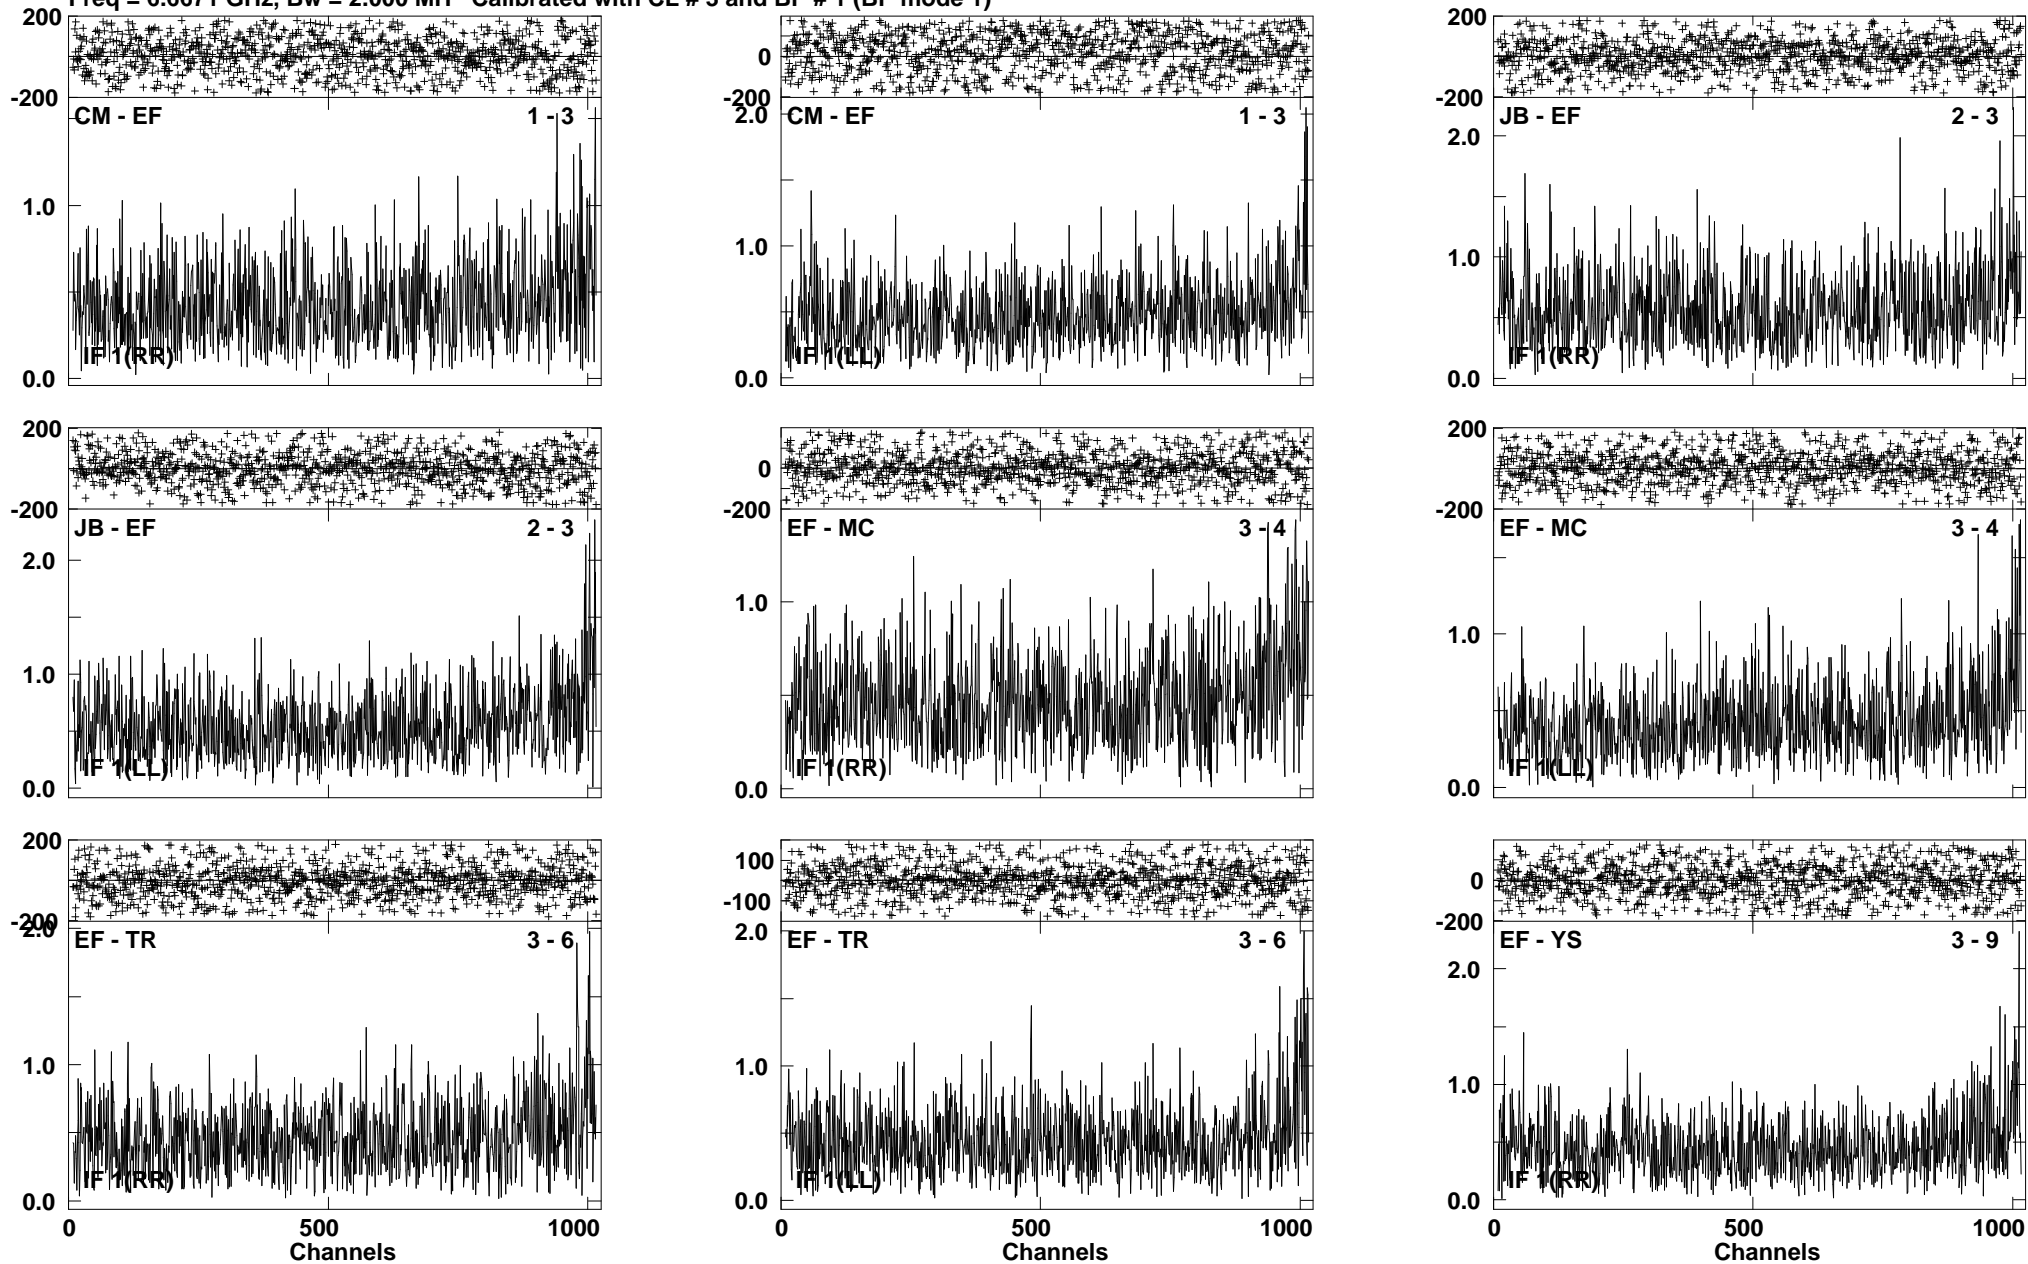 Freq = 6.6671 GHz, Bw = 2.000 MH Calibrated with CL # 3 and BP # 1 (BP mode 1)
200
-200
CM - EF 1 - 3
1.0
0.0
IF 1(RR)
0
-200
2.0
CM - EF 1 - 3
1.0
0.0
IF 1(LL)
200
-200
JB - EF 2 - 3
2.0
1.0
0.0
IF 1(RR)
200
-200
JB - EF 2 - 3
2.0
1.0
0.0
IF 1(LL)
0
-200
EF - MC 3 - 4
1.0
0.0
IF 1(RR)
200
-200
EF - MC 3 - 4
1.0
0.0
IF 1(LL)
200
-200
2.0
EF - TR 3 - 6
1.0
0.0
IF 1(RR)
0 500 1000
Channels
100
-100
2.0
EF - TR 3 - 6
1.0
0.0
IF 1(LL)
0 500 1000
Channels
0
-200
EF - YS 3 - 9
2.0
1.0
0.0
IF 1(RR)
0 500 1000
Channels